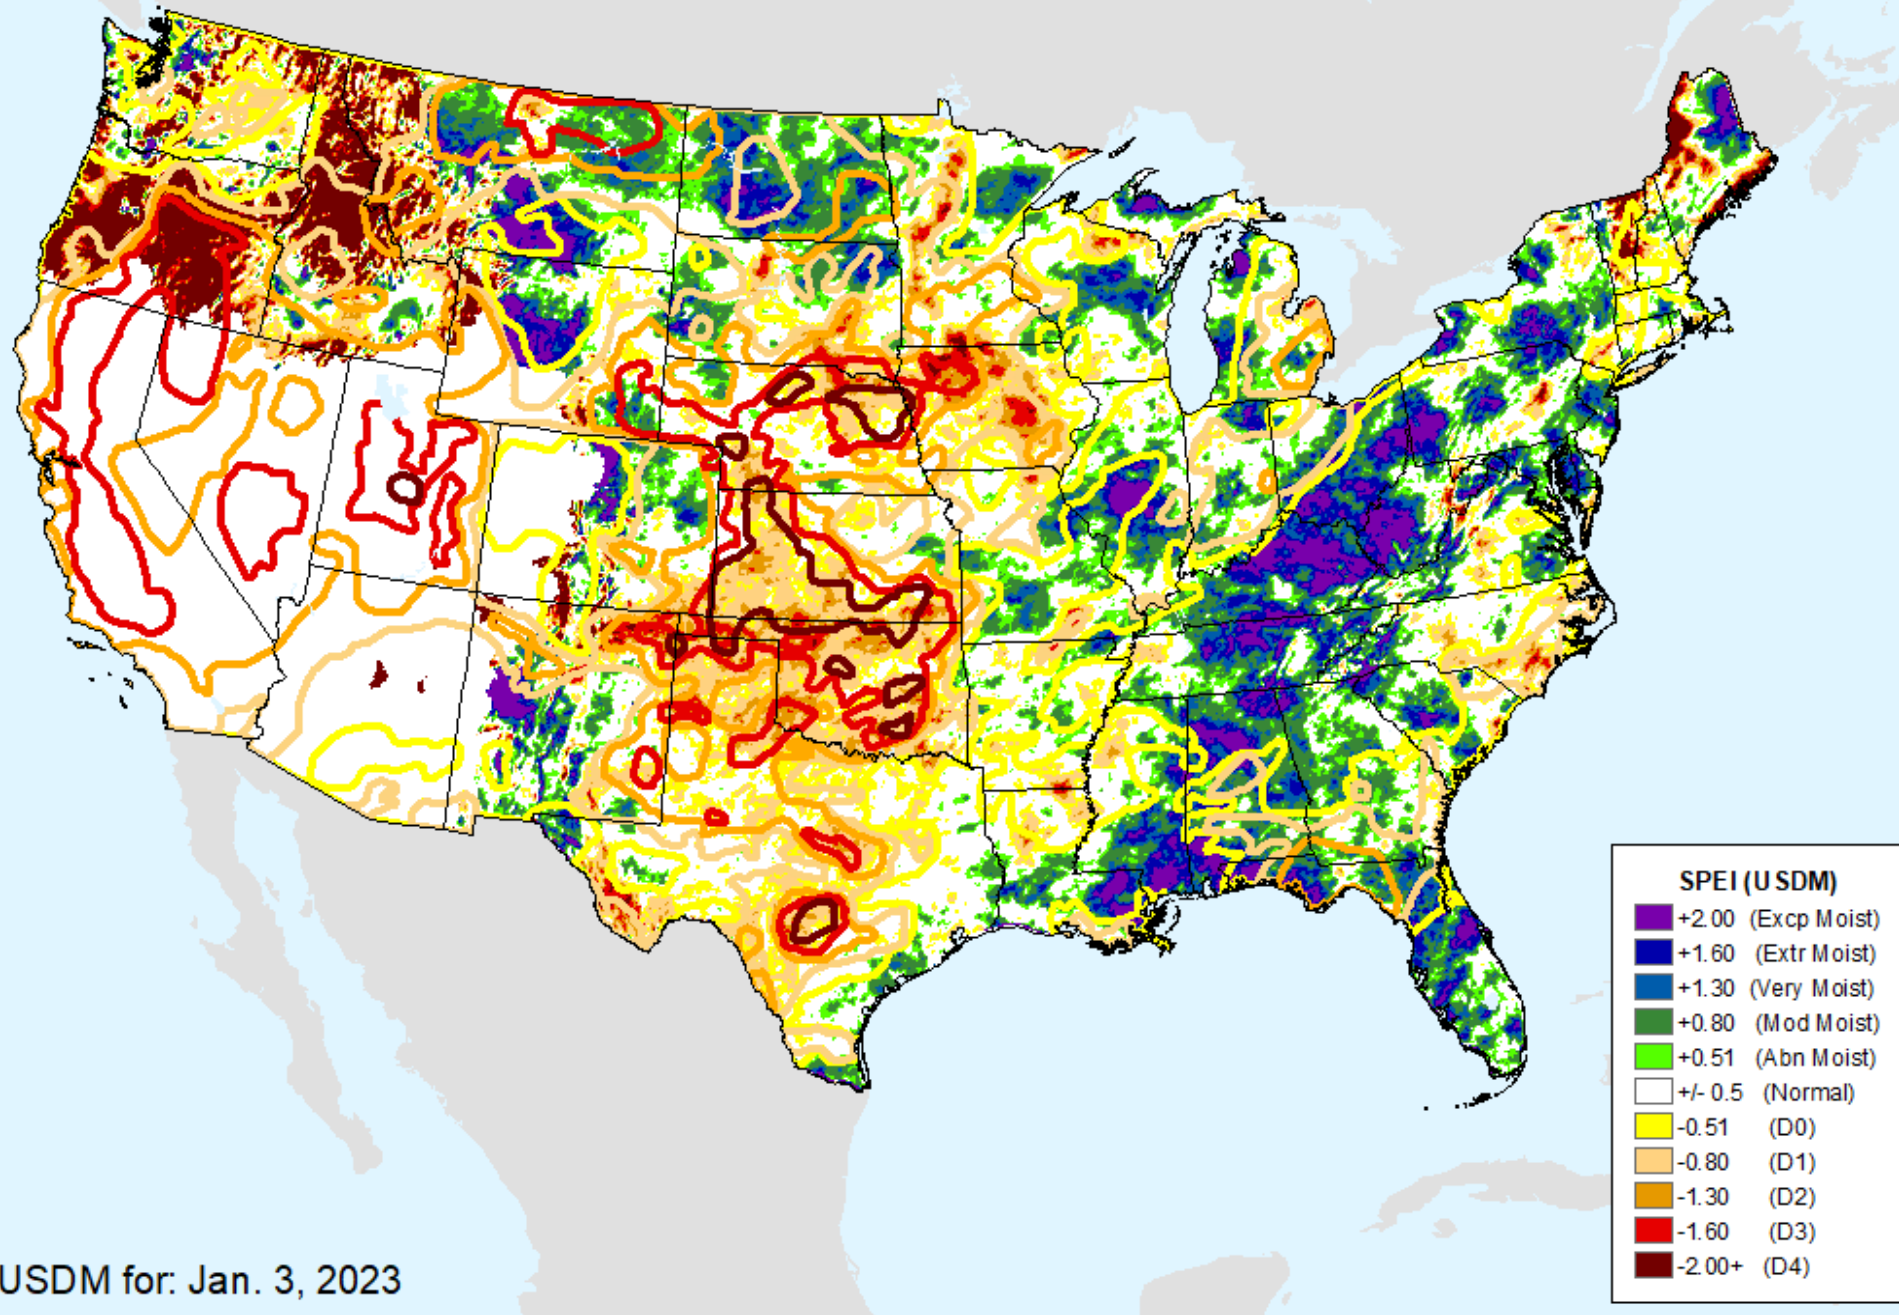 SPEI (USDM)
+2.00 (Excp Moist)
+1.60 (Extr Moist)
+1.30 (Very Moist)
+0.80 (Mod Moist)
+0.51 (Abn Moist)
+/- 0.5 (Normal)
-0.51 (D0)
-0.80 (D1)
-1.30 (D2)
-1.60 (D3)
-2.00+ (D4)
USDM for: Jan. 3, 2023